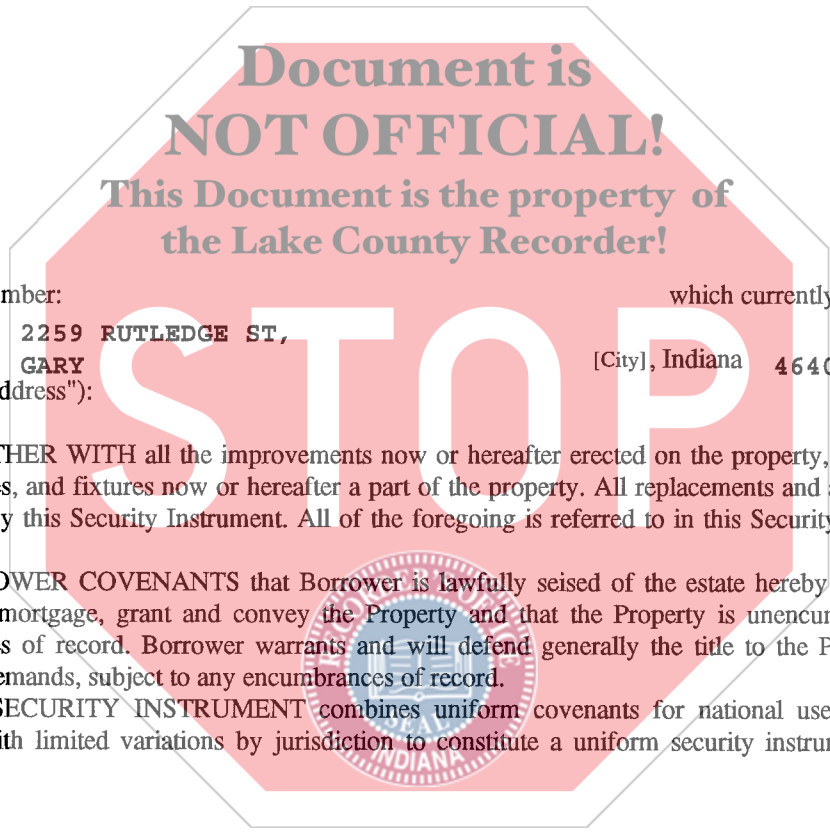 Document is
NOT OFFICIAL!
This Document is the property of
the Lake County Recorder!
mber: which currently
2259 RUTLEDGE ST,
GARY [City], Indiana 4640
ddress"):
STOP
THER WITH all the improvements now or hereafter erected on the property,
s, and fixtures now or hereafter a part of the property. All replacements and
y this Security Instrument. All of the foregoing is referred to in this Security
OWER COVENANTS that Borrower is lawfully seised of the estate hereby
mortgage, grant and convey the Property and that the Property is unencum
s of record. Borrower warrants and will defend generally the title to the P
emands, subject to any encumbrances of record.
SECURITY INSTRUMENT combines uniform covenants for national use
ith limited variations by jurisdiction to constitute a uniform security instrum
SEAL
INDIANA